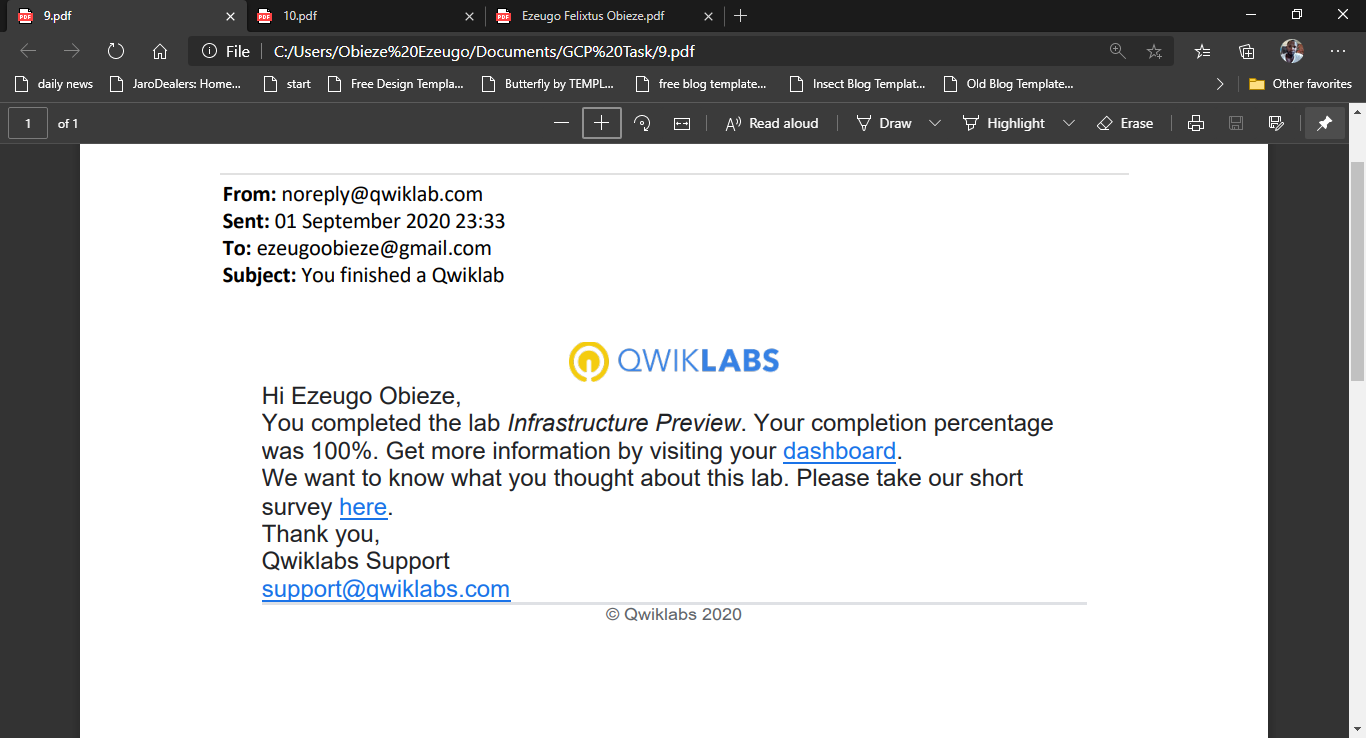 9.pdf
10.pdf
Ezeugo Felixtus Obieze.pdf
File
C:/Users/Obieze%20Ezeugo/Documents/GCP%20Task/9.pdf
daily news
JaroDealers: Home...
start
Free Design Templa...
Butterfly by TEMPL...
free blog template...
Insect Blog Templat...
Old Blog Template...
Other favorites
1
of 1
Read aloud
Draw
Highlight
Erase
From: noreply@qwiklab.com
Sent: 01 September 2020 23:33
To: ezeugoobieze@gmail.com
Subject: You finished a Qwiklab
QWIKLABS
Hi Ezeugo Obieze,
You completed the lab Infrastructure Preview. Your completion percentage
was 100%. Get more information by visiting your dashboard.
We want to know what you thought about this lab. Please take our short
survey here.
Thank you,
Qwiklabs Support
support@qwiklabs.com
© Qwiklabs 2020